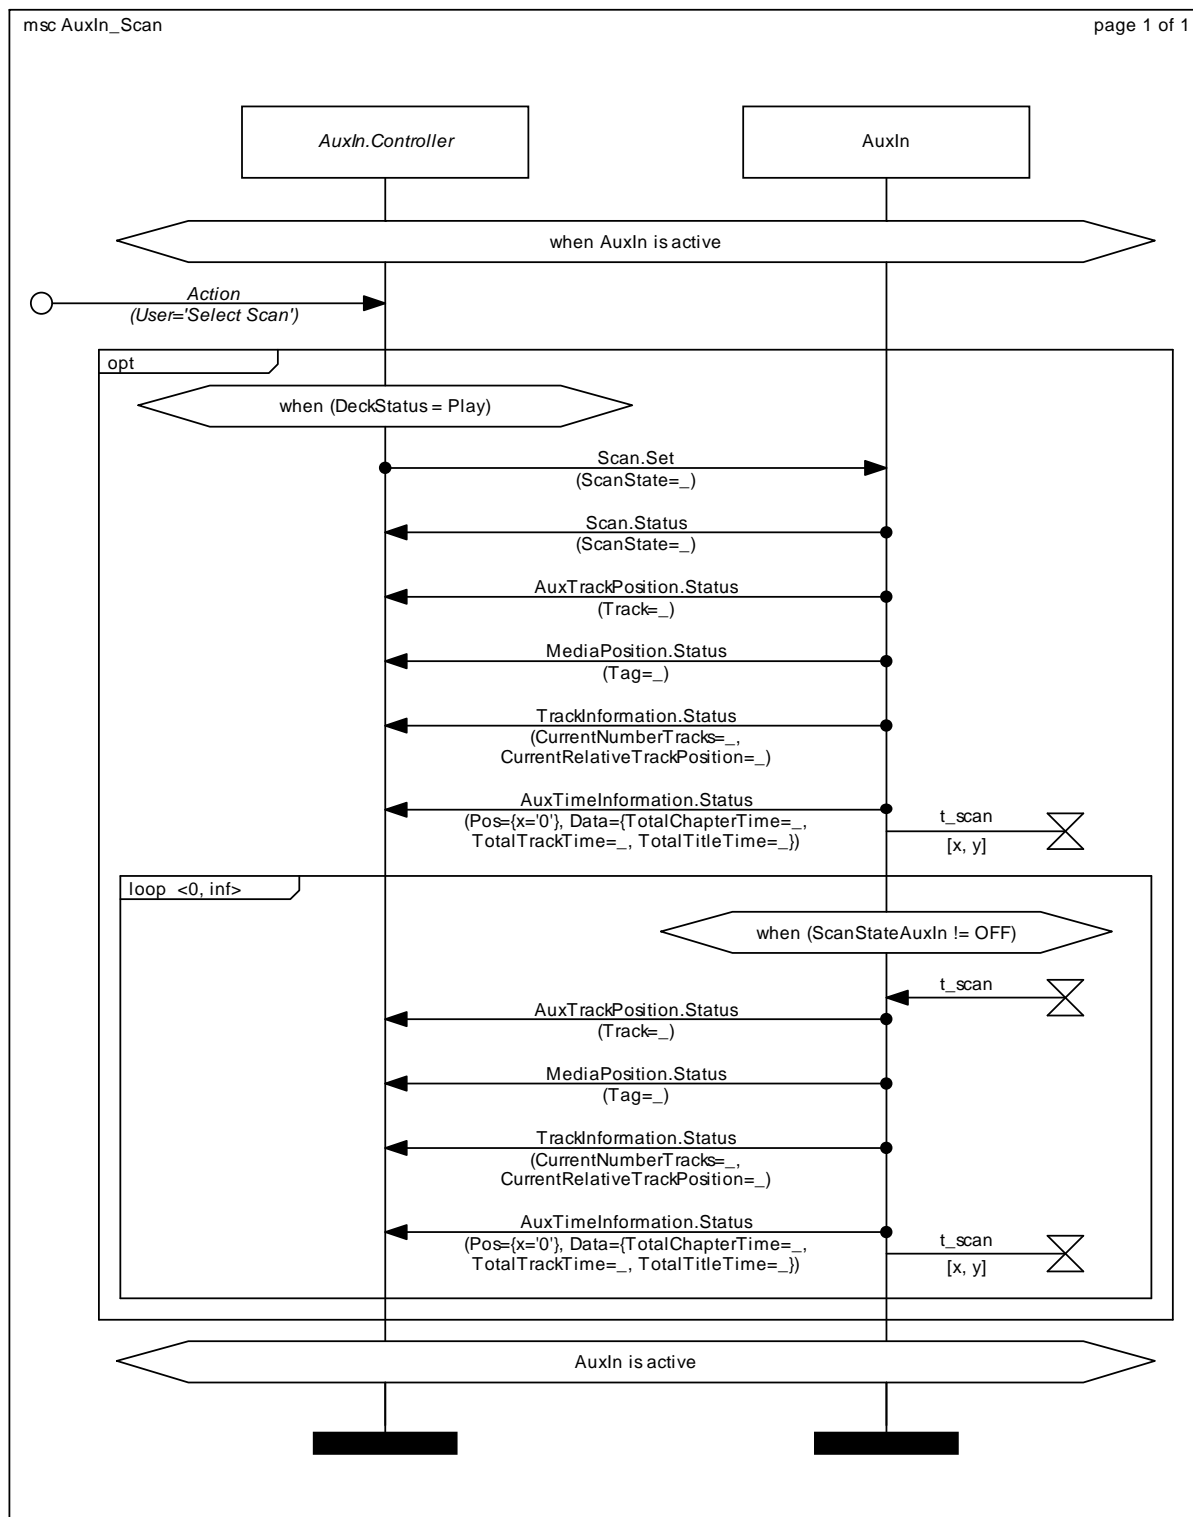 msc AuxIn_Scan
page 1 of 1
AuxIn.Controller
AuxIn
when AuxIn is active
Action
(User='Select Scan')
opt
when (DeckStatus = Play)
Scan.Set
(ScanState=_)
Scan.Status
(ScanState=_)
AuxTrackPosition.Status
(Track=_)
MediaPosition.Status
(Tag=_)
TrackInformation.Status
(CurrentNumberTracks=_,
CurrentRelativeTrackPosition=_)
AuxTimeInformation.Status
(Pos={x='0'}, Data={TotalChapterTime=_,
TotalTrackTime=_, TotalTitleTime=_})
t_scan
[x, y]
loop <0, inf>
when (ScanStateAuxIn != OFF)
t_scan
AuxTrackPosition.Status
(Track=_)
MediaPosition.Status
(Tag=_)
TrackInformation.Status
(CurrentNumberTracks=_,
CurrentRelativeTrackPosition=_)
AuxTimeInformation.Status
(Pos={x='0'}, Data={TotalChapterTime=_,
TotalTrackTime=_, TotalTitleTime=_})
t_scan
[x, y]
AuxIn is active